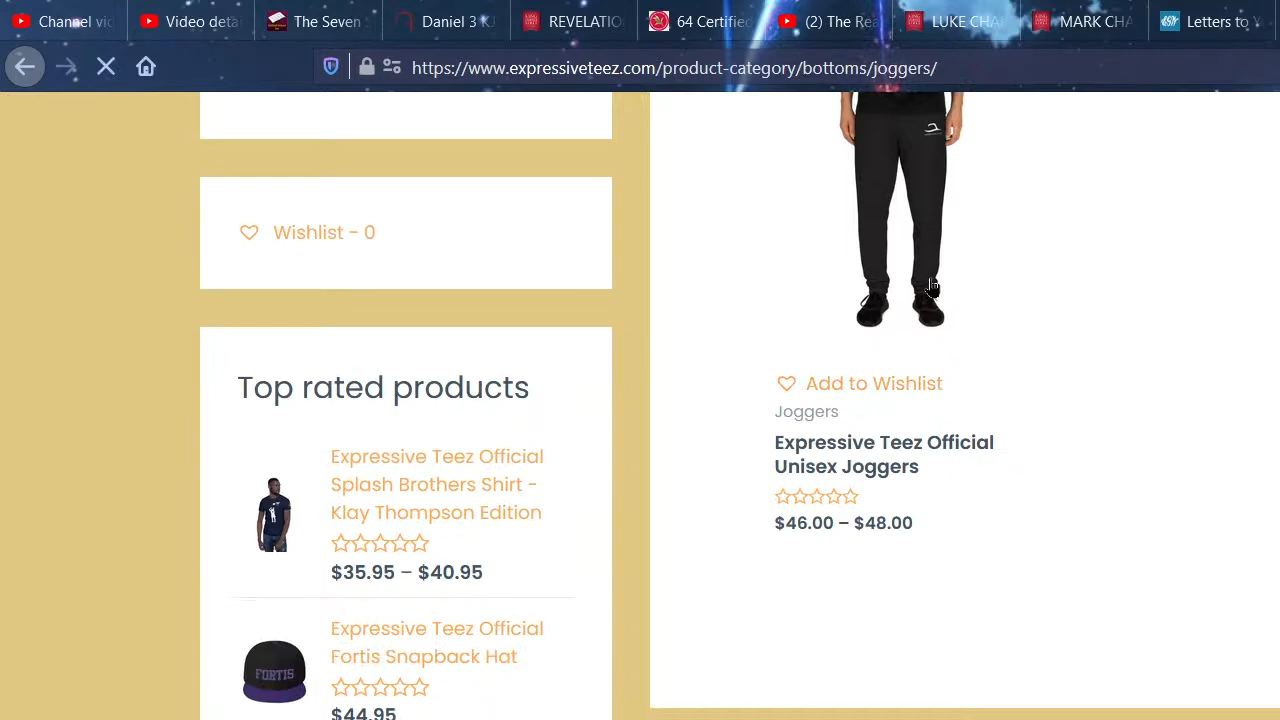 Channel vi
Video deta
The Seven
Daniel 3 KJ
REVELATIO
64 Certified
(2) The Rea
LUKE CHA
MARK CHA
Letters to Y
https://www.expressiveteez.com/product-category/bottoms/joggers/
Wishlist - 0
Top rated products
Expressive Teez Official
Splash Brothers Shirt -
Klay Thompson Edition
$35.95 – $40.95
Expressive Teez Official
Fortis Snapback Hat
$44.95
FORTIS
Add to Wishlist
Joggers
Expressive Teez Official
Unisex Joggers
$46.00 – $48.00